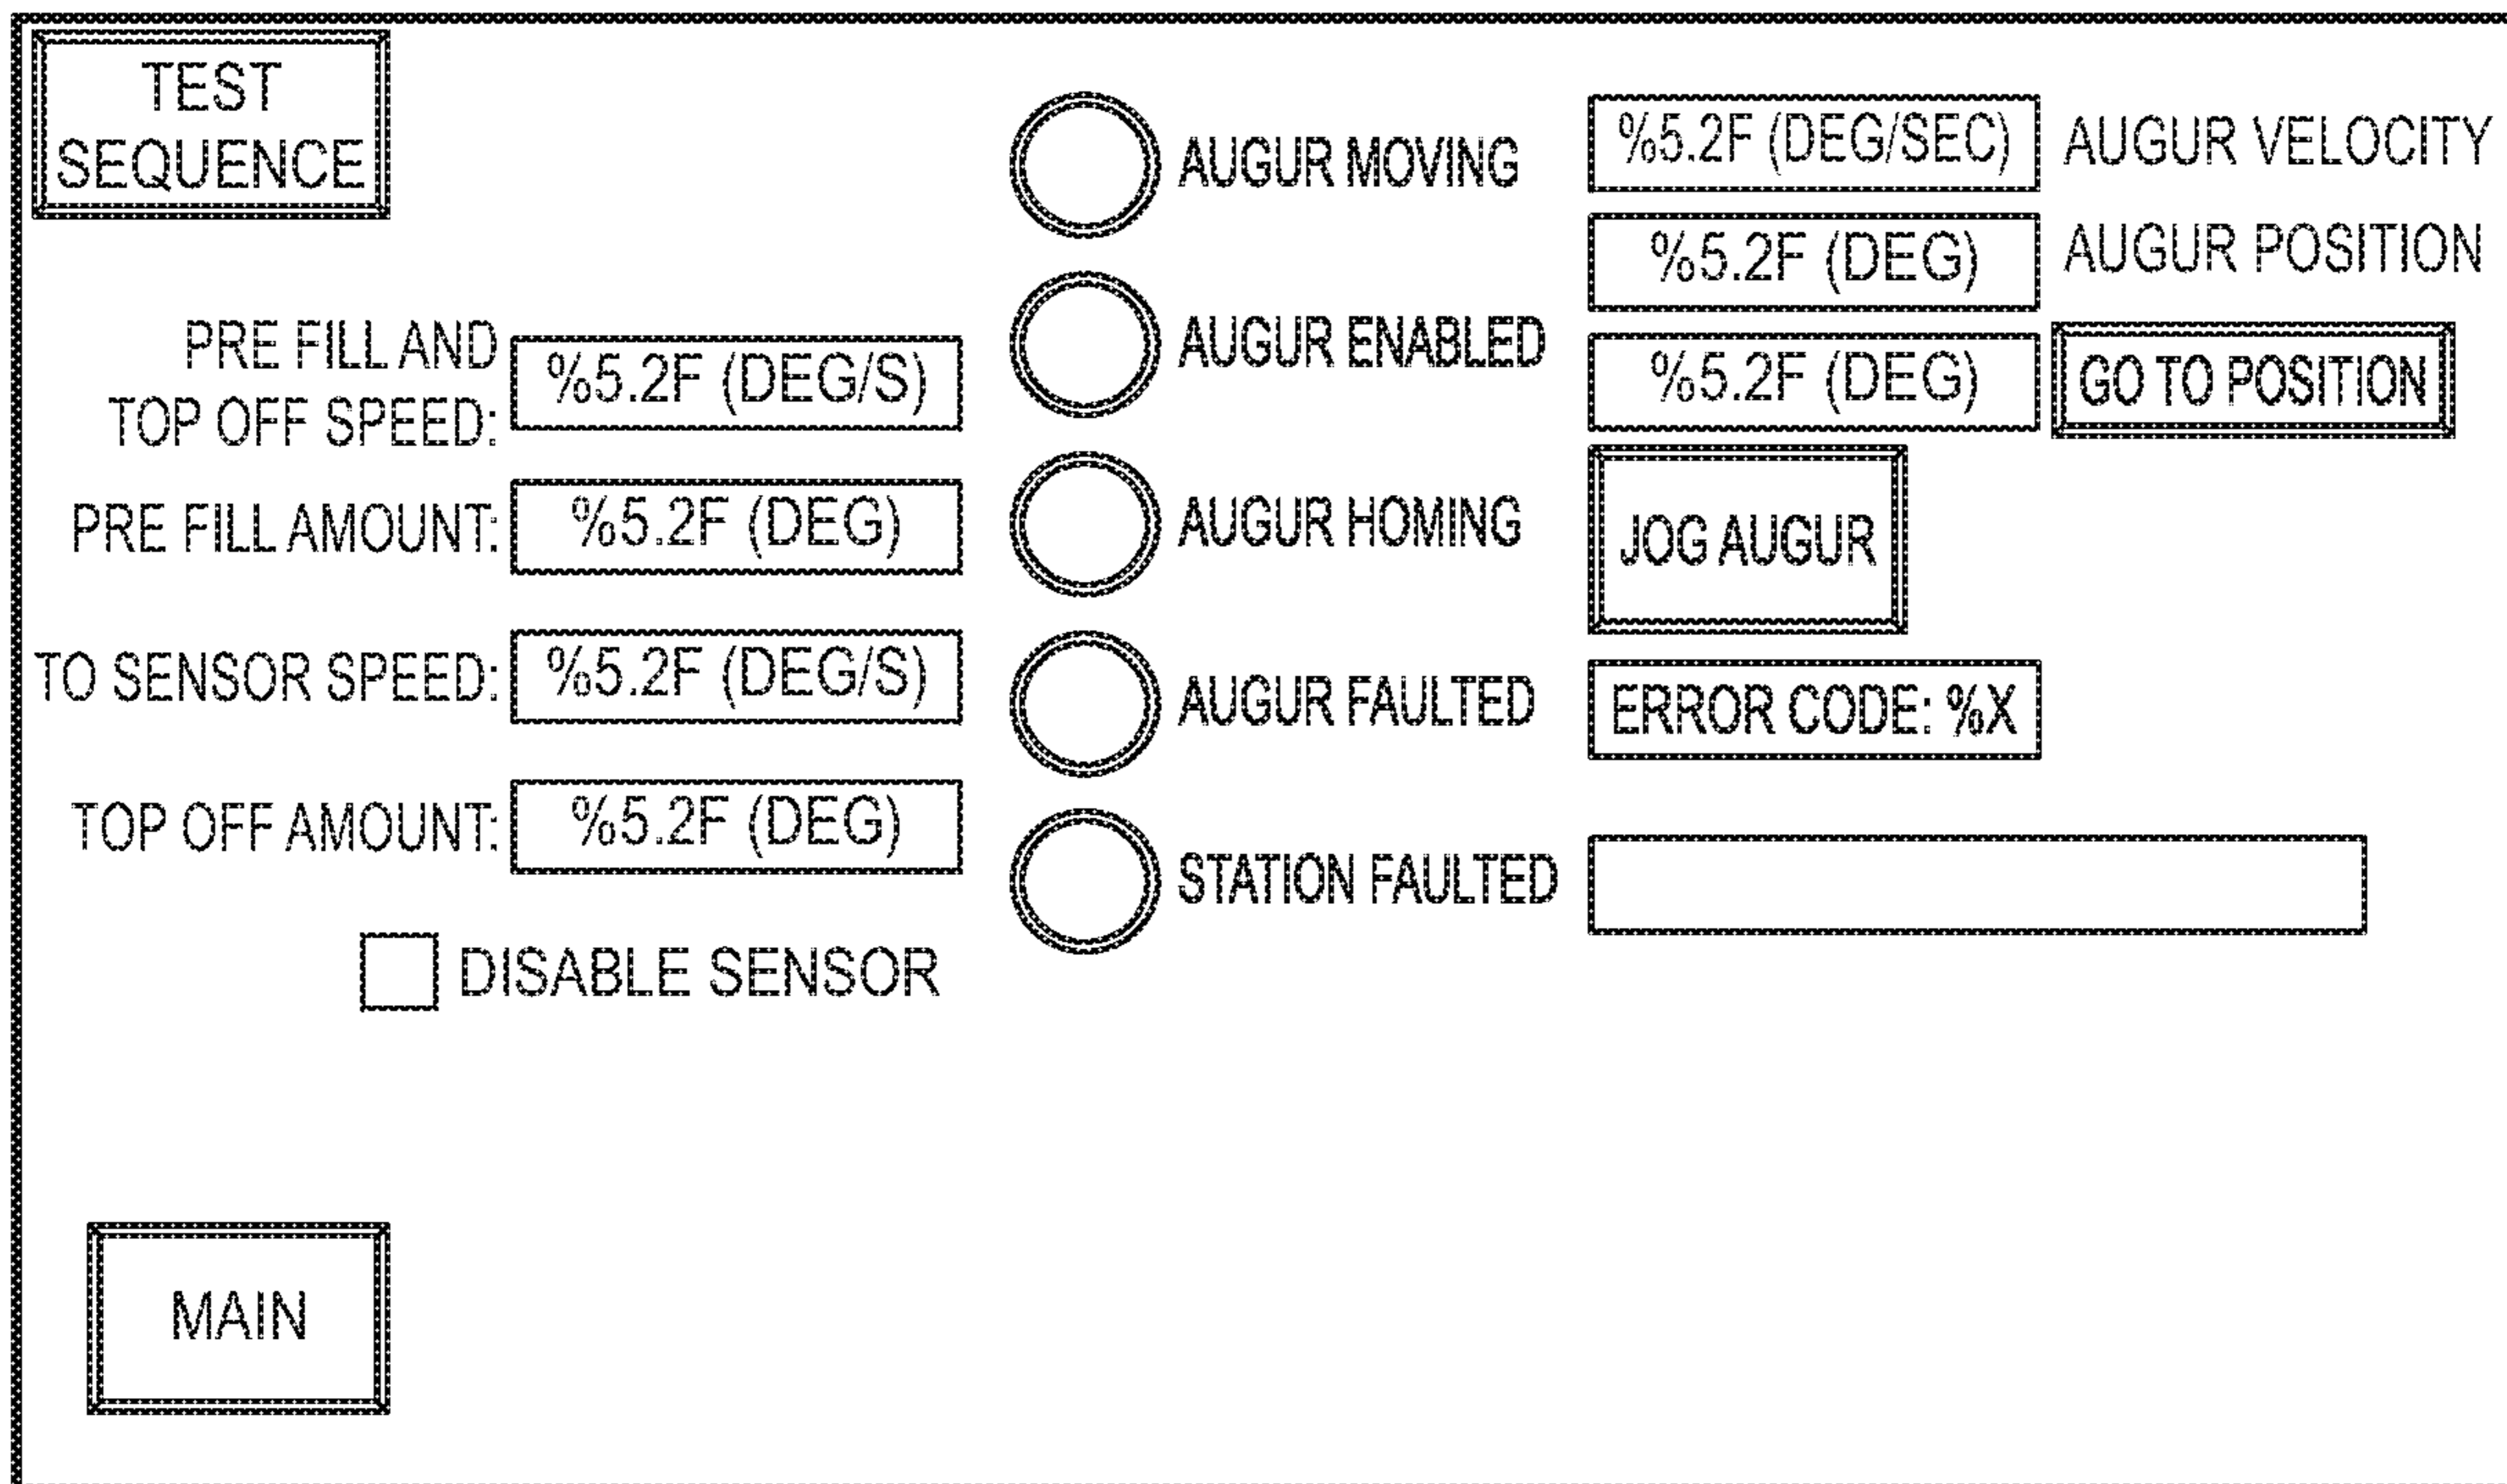 TEST
SEQUENCE
PRE FILL AND
TOP OFF SPEED:
%5.2F (DEG/S)
PRE FILL AMOUNT:
%5.2F (DEG)
TO SENSOR SPEED:
%5.2F (DEG/S)
TOP OFF AMOUNT:
%5.2F (DEG)
DISABLE SENSOR
MAIN
AUGUR MOVING
AUGUR ENABLED
AUGUR HOMING
AUGUR FAULTED
STATION FAULTED
%5.2F (DEG/SEC) AUGUR VELOCITY
%5.2F (DEG) AUGUR POSITION
%5.2F (DEG) GO TO POSITION
JOG AUGUR
ERROR CODE: %X